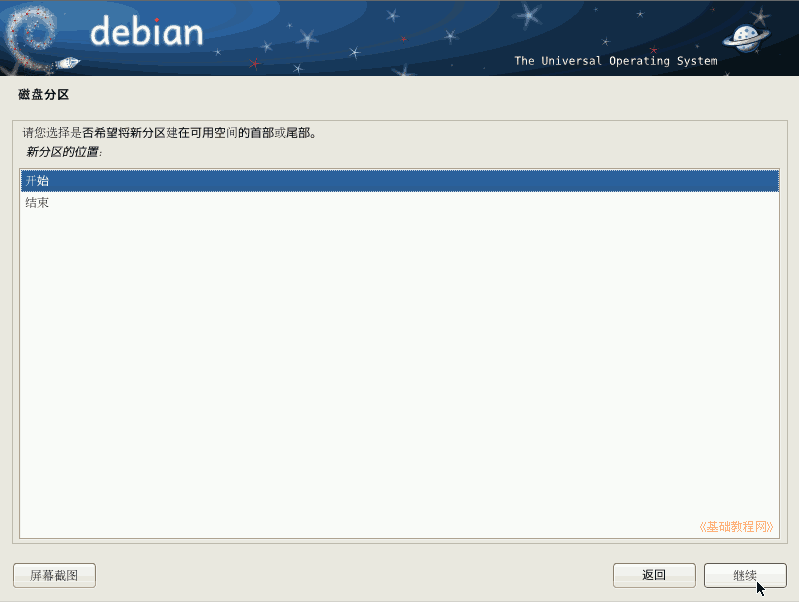 debian
The Universal Operating System
磁盘分区
请您选择是否希望将新分区建在可用空间的首部或尾部。
新分区的位置:
开始
结束
《基础教程网》
屏幕截图
返回
继续